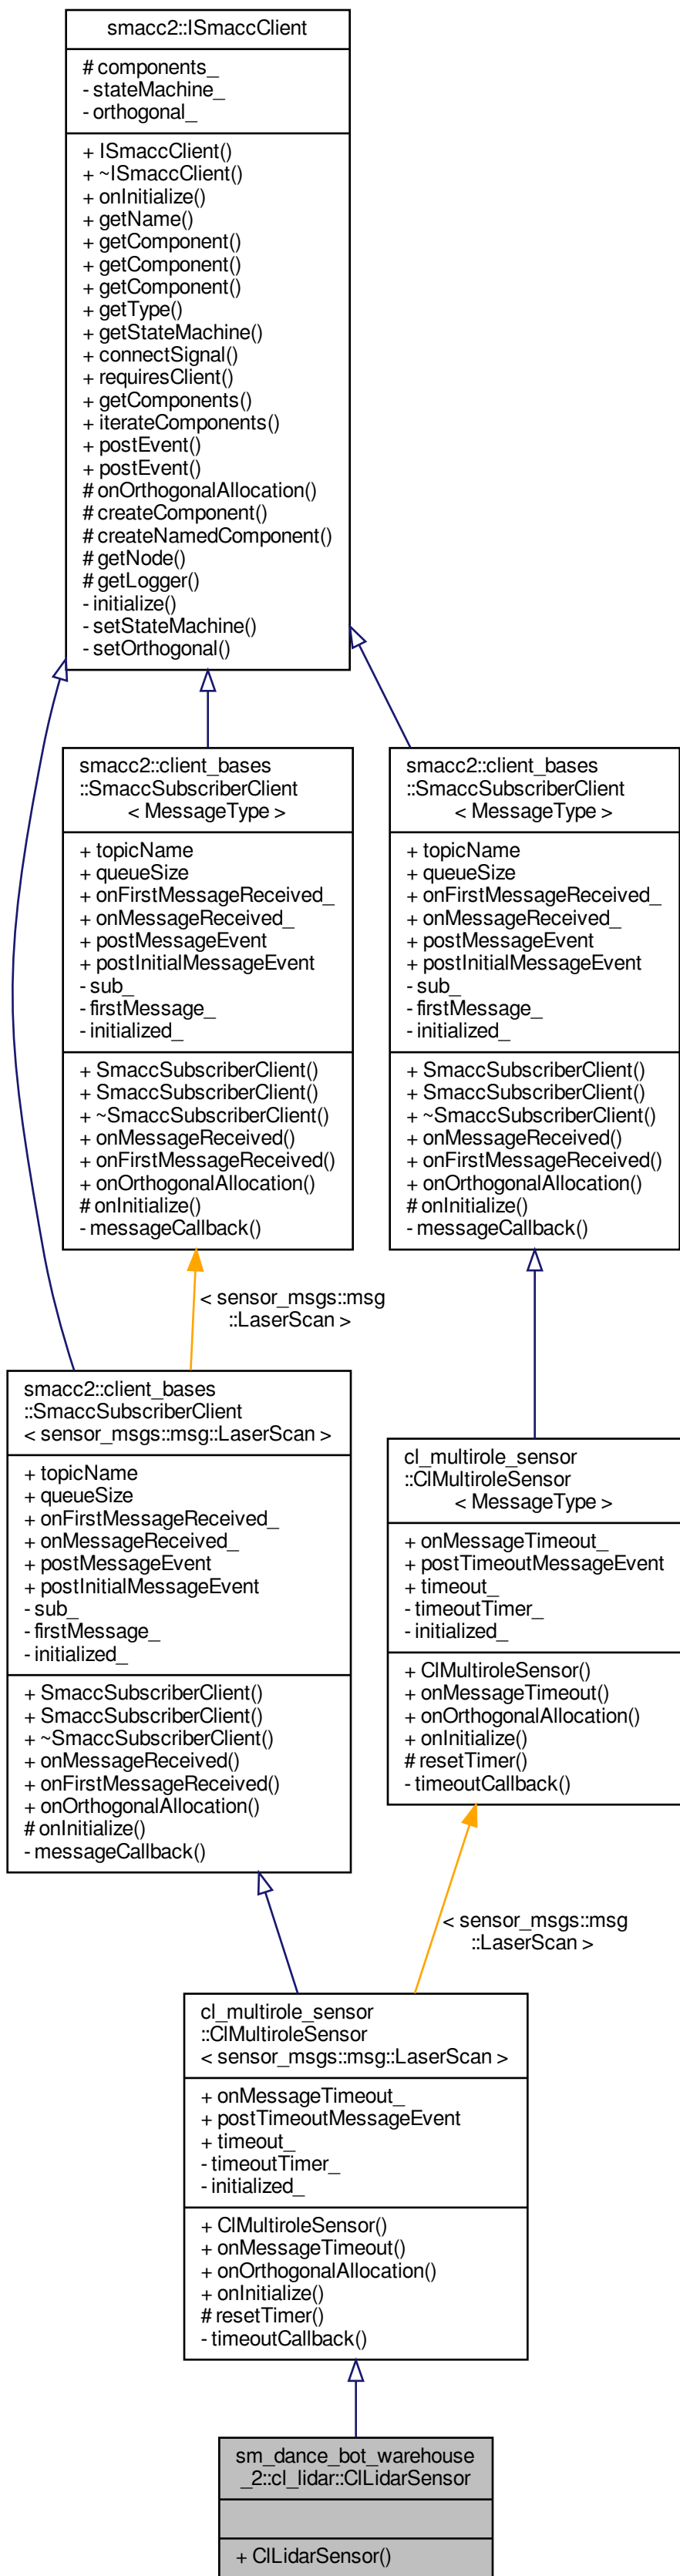 smacc2::ISmaccClient
# components_
- stateMachine_
- orthogonal_
+ ISmaccClient()
+ ~ISmaccClient()
+ onInitialize()
+ getName()
+ getComponent()
+ getComponent()
+ getComponent()
+ getType()
+ getStateMachine()
+ connectSignal()
+ requiresClient()
+ getComponents()
+ iterateComponents()
+ postEvent()
+ postEvent()
# onOrthogonalAllocation()
# createComponent()
# createNamedComponent()
# getNode()
# getLogger()
- initialize()
- setStateMachine()
- setOrthogonal()
smacc2::client_bases
::SmaccSubscriberClient
< MessageType >
+ topicName
+ queueSize
+ onFirstMessageReceived_
+ onMessageReceived_
+ postMessageEvent
+ postInitialMessageEvent
- sub_
- firstMessage_
- initialized_
+ SmaccSubscriberClient()
+ SmaccSubscriberClient()
+ ~SmaccSubscriberClient()
+ onMessageReceived()
+ onFirstMessageReceived()
+ onOrthogonalAllocation()
# onInitialize()
- messageCallback()
smacc2::client_bases
::SmaccSubscriberClient
< MessageType >
+ topicName
+ queueSize
+ onFirstMessageReceived_
+ onMessageReceived_
+ postMessageEvent
+ postInitialMessageEvent
- sub_
- firstMessage_
- initialized_
+ SmaccSubscriberClient()
+ SmaccSubscriberClient()
+ ~SmaccSubscriberClient()
+ onMessageReceived()
+ onFirstMessageReceived()
+ onOrthogonalAllocation()
# onInitialize()
- messageCallback()
< sensor_msgs::msg
::LaserScan >
smacc2::client_bases
::SmaccSubscriberClient
< sensor_msgs::msg::LaserScan >
+ topicName
+ queueSize
+ onFirstMessageReceived_
+ onMessageReceived_
+ postMessageEvent
+ postInitialMessageEvent
- sub_
- firstMessage_
- initialized_
+ SmaccSubscriberClient()
+ SmaccSubscriberClient()
+ ~SmaccSubscriberClient()
+ onMessageReceived()
+ onFirstMessageReceived()
+ onOrthogonalAllocation()
# onInitialize()
- messageCallback()
cl_multirole_sensor
::ClMultiroleSensor
< MessageType >
+ onMessageTimeout_
+ postTimeoutMessageEvent
+ timeout_
- timeoutTimer_
- initialized_
+ ClMultiroleSensor()
+ onMessageTimeout()
+ onOrthogonalAllocation()
+ onInitialize()
# resetTimer()
- timeoutCallback()
< sensor_msgs::msg
::LaserScan >
cl_multirole_sensor
::ClMultiroleSensor
< sensor_msgs::msg::LaserScan >
+ onMessageTimeout_
+ postTimeoutMessageEvent
+ timeout_
- timeoutTimer_
- initialized_
+ ClMultiroleSensor()
+ onMessageTimeout()
+ onOrthogonalAllocation()
+ onInitialize()
# resetTimer()
- timeoutCallback()
sm_dance_bot_warehouse
_2::cl_lidar::ClLidarSensor
+ ClLidarSensor()